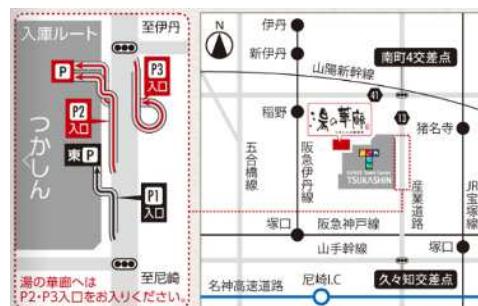 入庫ルート
至伊丹
P
P3
入口
P2
入口
つかしん
東P
P1
入口
至尼崎
湯の華廊へは
P2・P3入口をお入りください。
N
伊丹
新伊丹
山陽新幹線
南町4交差点
稲野
湯の華廊
41
13
猪名寺
五合橋線
阪急伊丹線
TSUKASHIN
産業道路
JR宝塚線
塚口
阪急神戸線
山手幹線
塚口
名神高速道路
尼崎I.C
久々知交差点